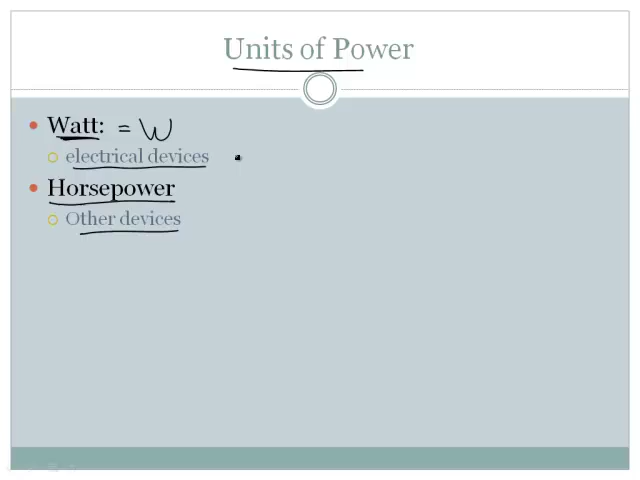 Units of Power
Watt: = W
electrical devices
Horsepower
Other devices